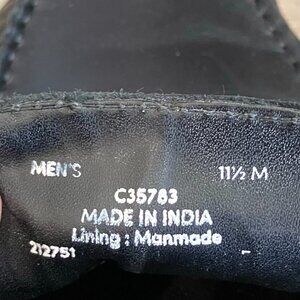 MEN'S 11½ M
C35783
MADE IN INDIA
Lining : Manmade
212751